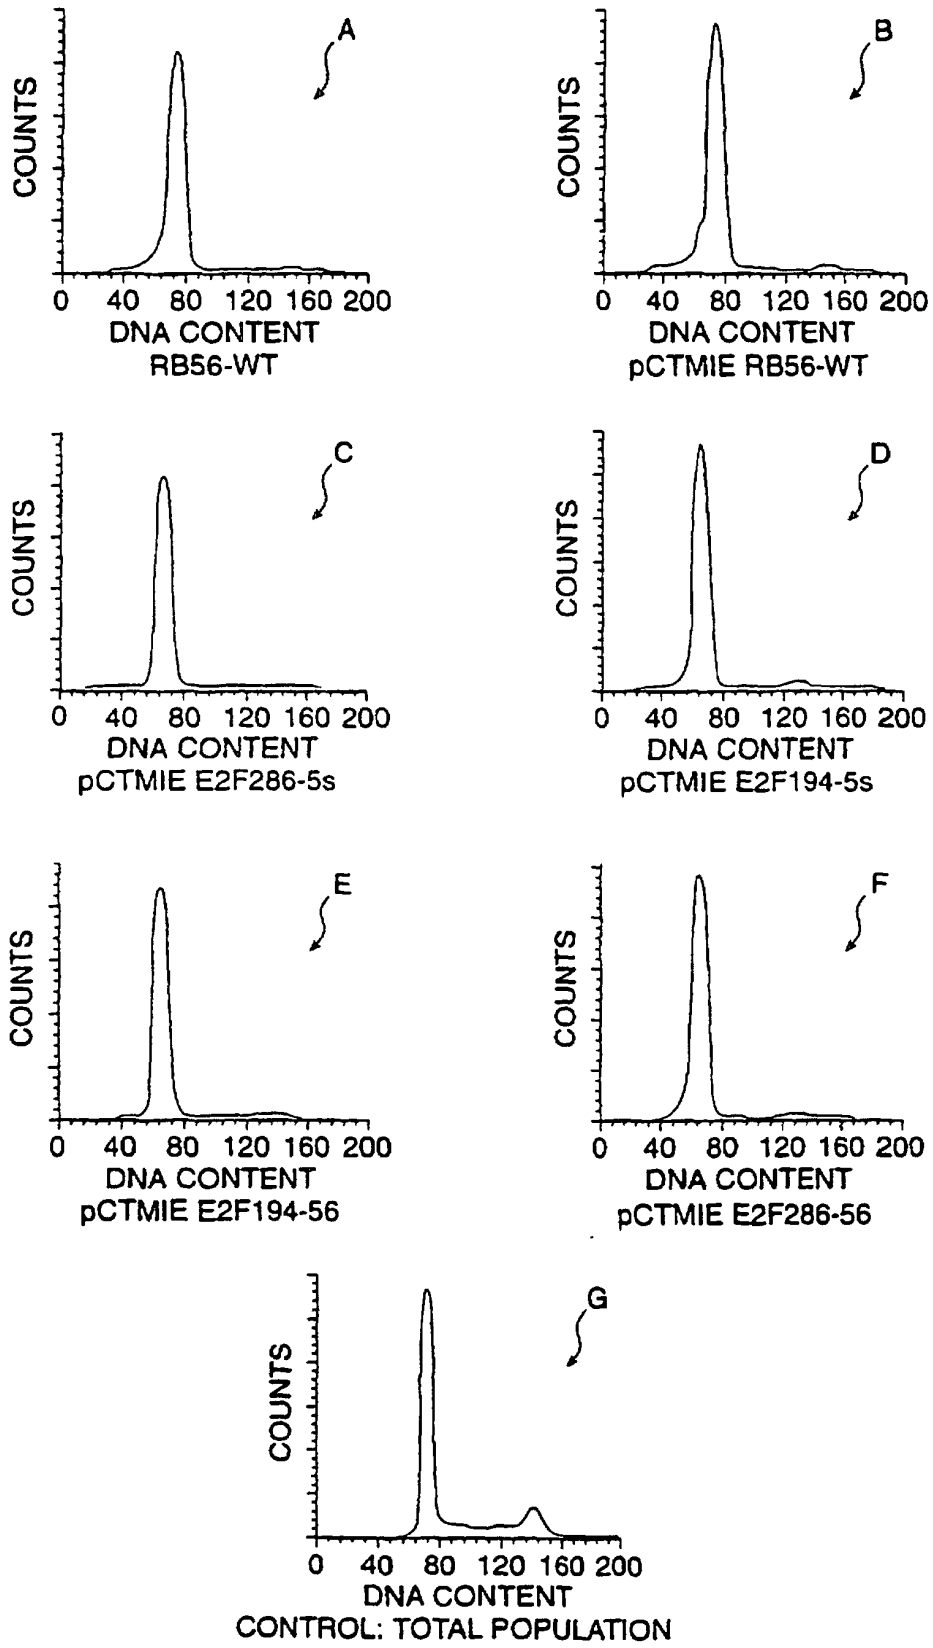 A
COUNTS
0 40 80 120 160 200
DNA CONTENT
RB56-WT
B
COUNTS
0 40 80 120 160 200
DNA CONTENT
pCTMIE RB56-WT
C
COUNTS
0 40 80 120 160 200
DNA CONTENT
pCTMIE E2F286-5s
D
COUNTS
0 40 80 120 160 200
DNA CONTENT
pCTMIE E2F194-5s
E
COUNTS
0 40 80 120 160 200
DNA CONTENT
pCTMIE E2F194-56
F
COUNTS
0 40 80 120 160 200
DNA CONTENT
pCTMIE E2F286-56
G
COUNTS
0 40 80 120 160 200
DNA CONTENT
CONTROL: TOTAL POPULATION